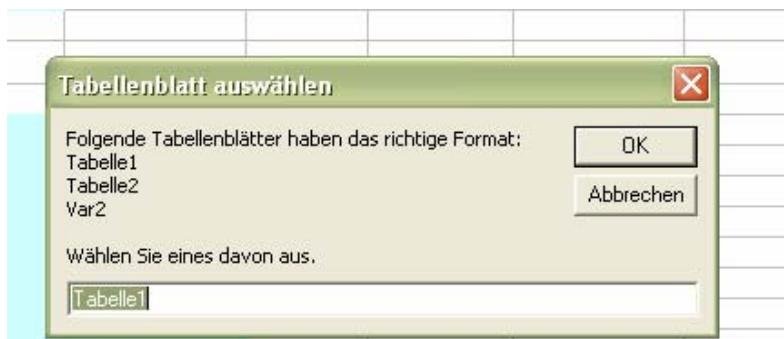 Tabellenblatt auswählen
Folgende Tabellenblätter haben das richtige Format:
Tabelle1
Tabelle2
Var2
OK
Abbrechen
Wählen Sie eines davon aus.
Tabelle1